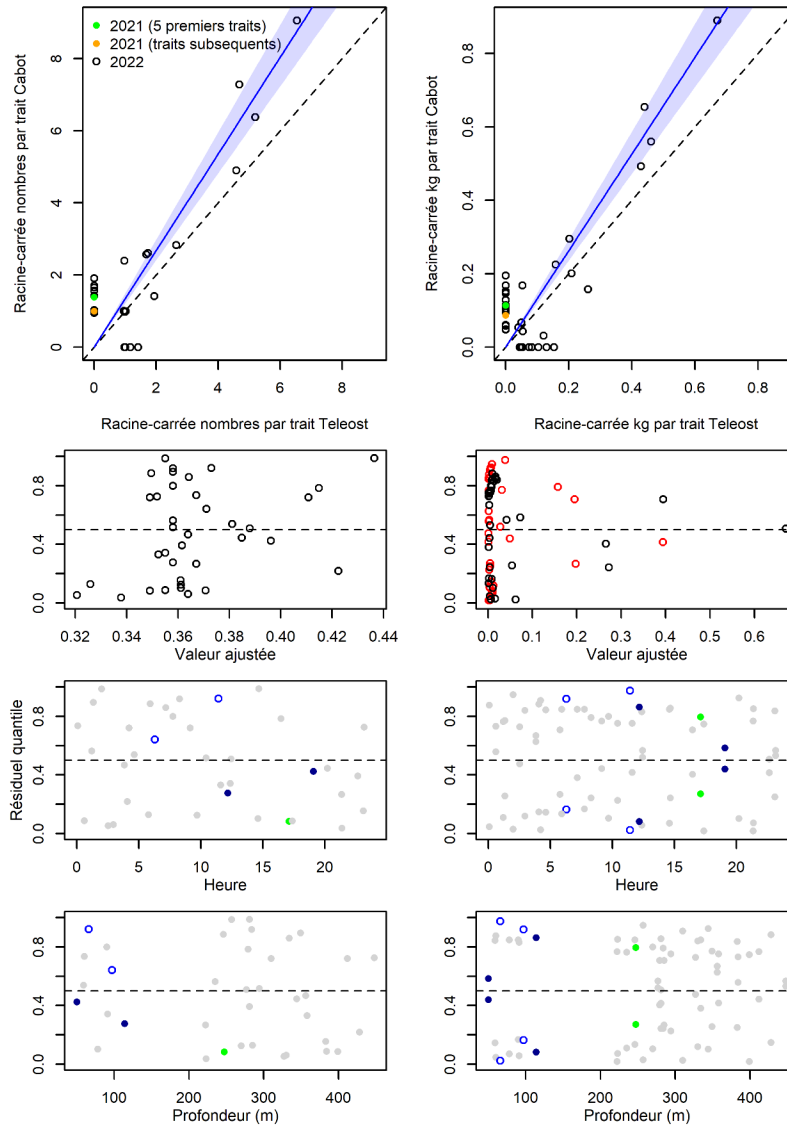 2021 (5 premiers traits)
2021 (traits subsequents)
2022
Racine-carrée nombres par trait Cabot
0 2 4 6 8
0 2 4 6 8
Racine-carrée nombres par trait Teleost
Racine-carrée kg par trait Cabot
0.0 0.2 0.4 0.6 0.8
0.0 0.2 0.4 0.6 0.8
Racine-carrée kg par trait Teleost
0.0 0.4 0.8
0.32 0.34 0.36 0.38 0.40 0.42 0.44
Valeur ajustée
0.0 0.4 0.8
0.0 0.1 0.2 0.3 0.4 0.5 0.6
Valeur ajustée
Résiduel quantile
0.0 0.4 0.8
0 5 10 15 20
Heure
0.0 0.4 0.8
0 5 10 15 20
Heure
0.0 0.4 0.8
100 200 300 400
Profondeur (m)
0.0 0.4 0.8
100 200 300 400
Profondeur (m)